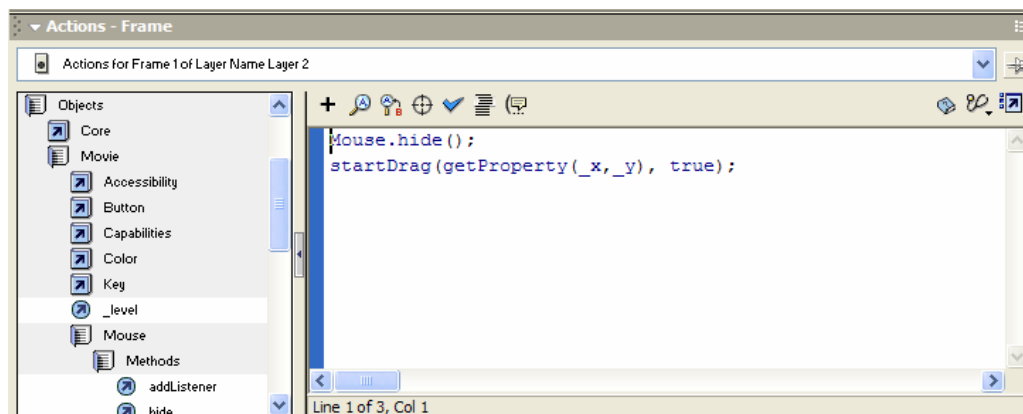 Actions - Frame
Actions for Frame 1 of Layer Name Layer 2
Objects
Core
Movie
Accessibility
Button
Capabilities
Color
Key
_level
Mouse
Methods
addListener
hide
Mouse.hide();
startDrag(getProperty(_x,_y), true);
Line 1 of 3, Col 1